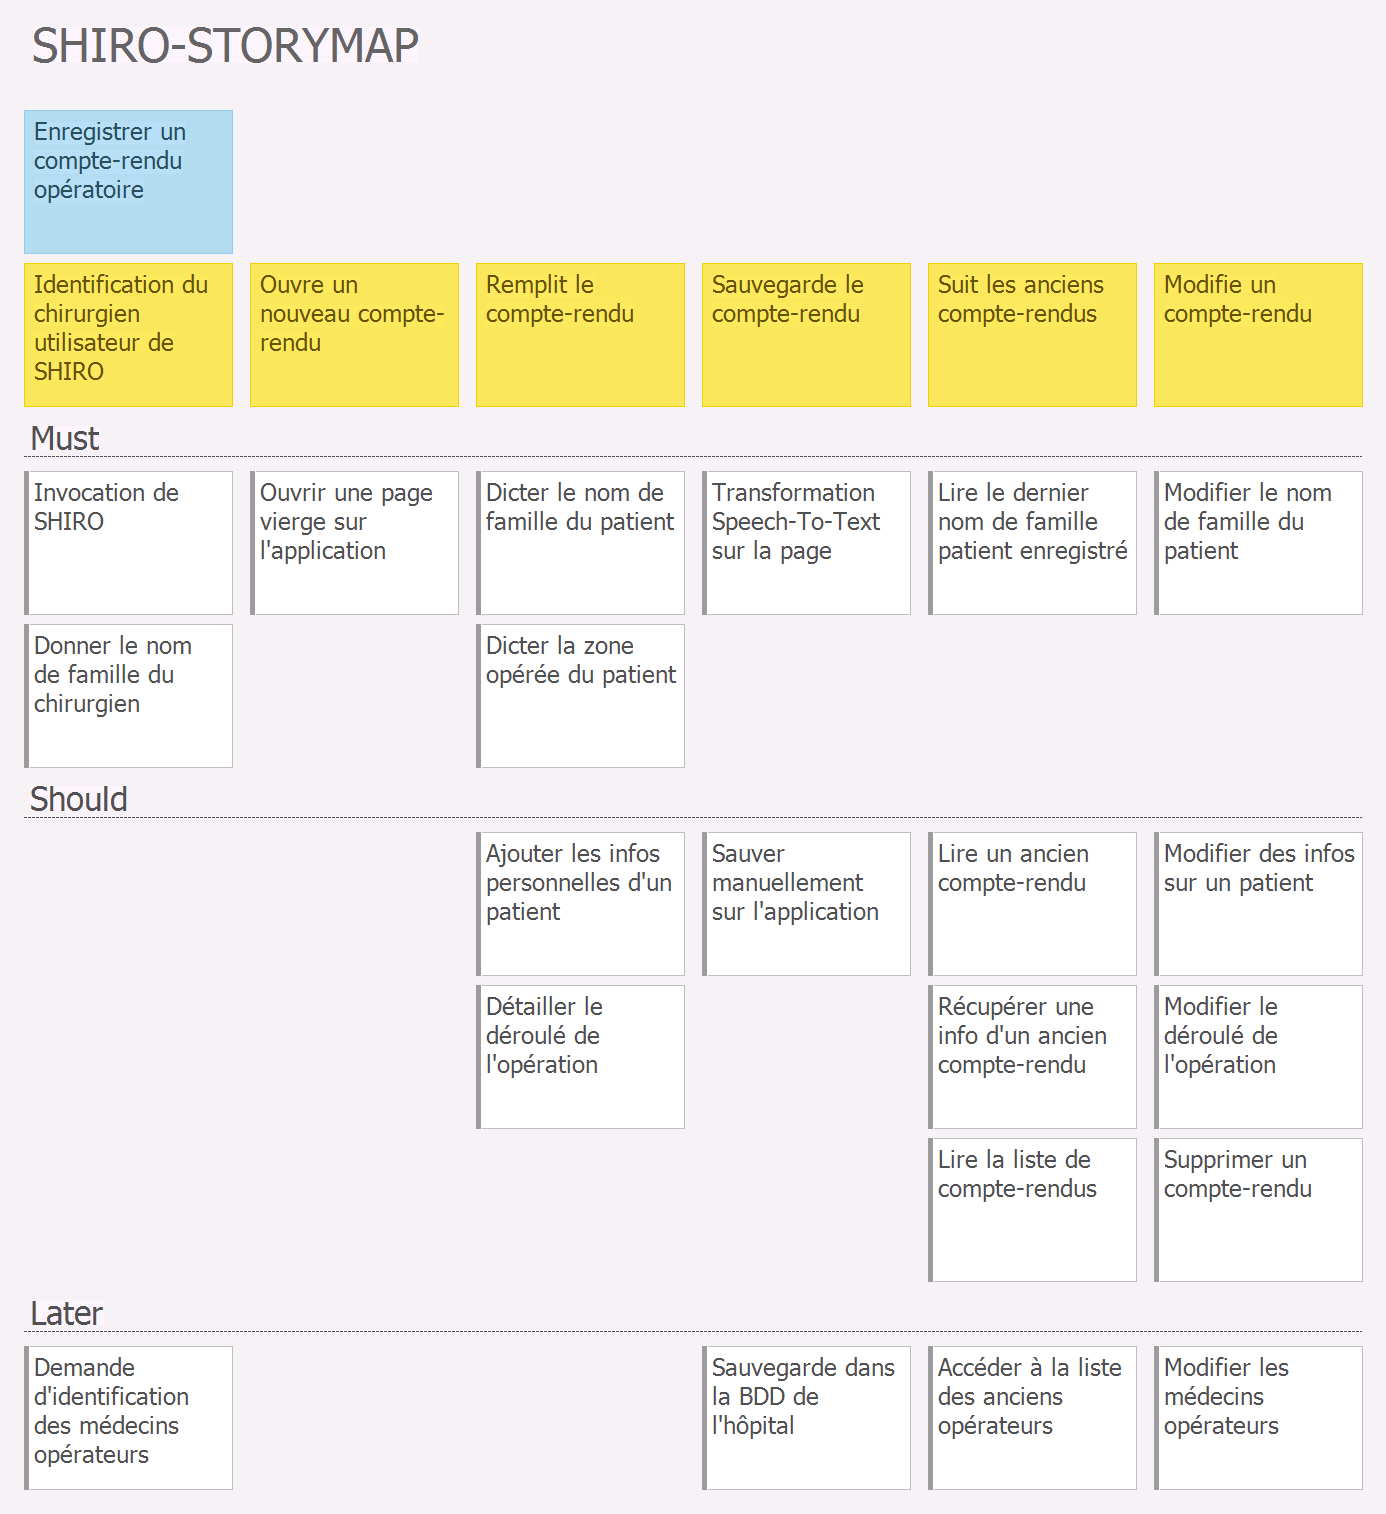 SHIRO-STORYMAP
Enregistrer un
compte-rendu
opératoire
Identification du
chirurgien
utilisateur de
SHIRO
Ouvre un
nouveau compte-
rendu
Remplit le
compte-rendu
Sauvegarde le
compte-rendu
Suit les anciens
compte-rendus
Modifie un
compte-rendu
Must
Invocation de
SHIRO
Ouvrir une page
vierge sur
l'application
Dicter le nom de
famille du patient
Transformation
Speech-To-Text
sur la page
Lire le dernier
nom de famille
patient enregistré
Modifier le nom
de famille du
patient
Donner le nom
de famille du
chirurgien
Dicter la zone
opérée du patient
Should
Ajouter les infos
personnelles d'un
patient
Sauver
manuellement
sur l'application
Lire un ancien
compte-rendu
Modifier des infos
sur un patient
Détailler le
déroulé de
l'opération
Récupérer une
info d'un ancien
compte-rendu
Modifier le
déroulé de
l'opération
Lire la liste de
compte-rendus
Supprimer un
compte-rendu
Later
Demande
d'identification
des médecins
opérateurs
Sauvegarde dans
la BDD de
l'hôpital
Accéder à la liste
des anciens
opérateurs
Modifier les
médecins
opérateurs